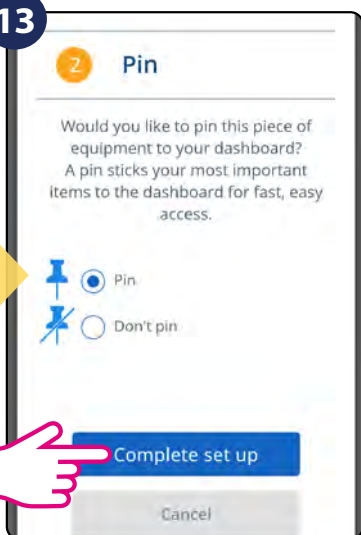 13
2 Pin
Would you like to pin this piece of
equipment to your dashboard?
A pin sticks your most important
items to the dashboard for fast, easy
access.
Pin
Don't pin
Complete set up
Cancel